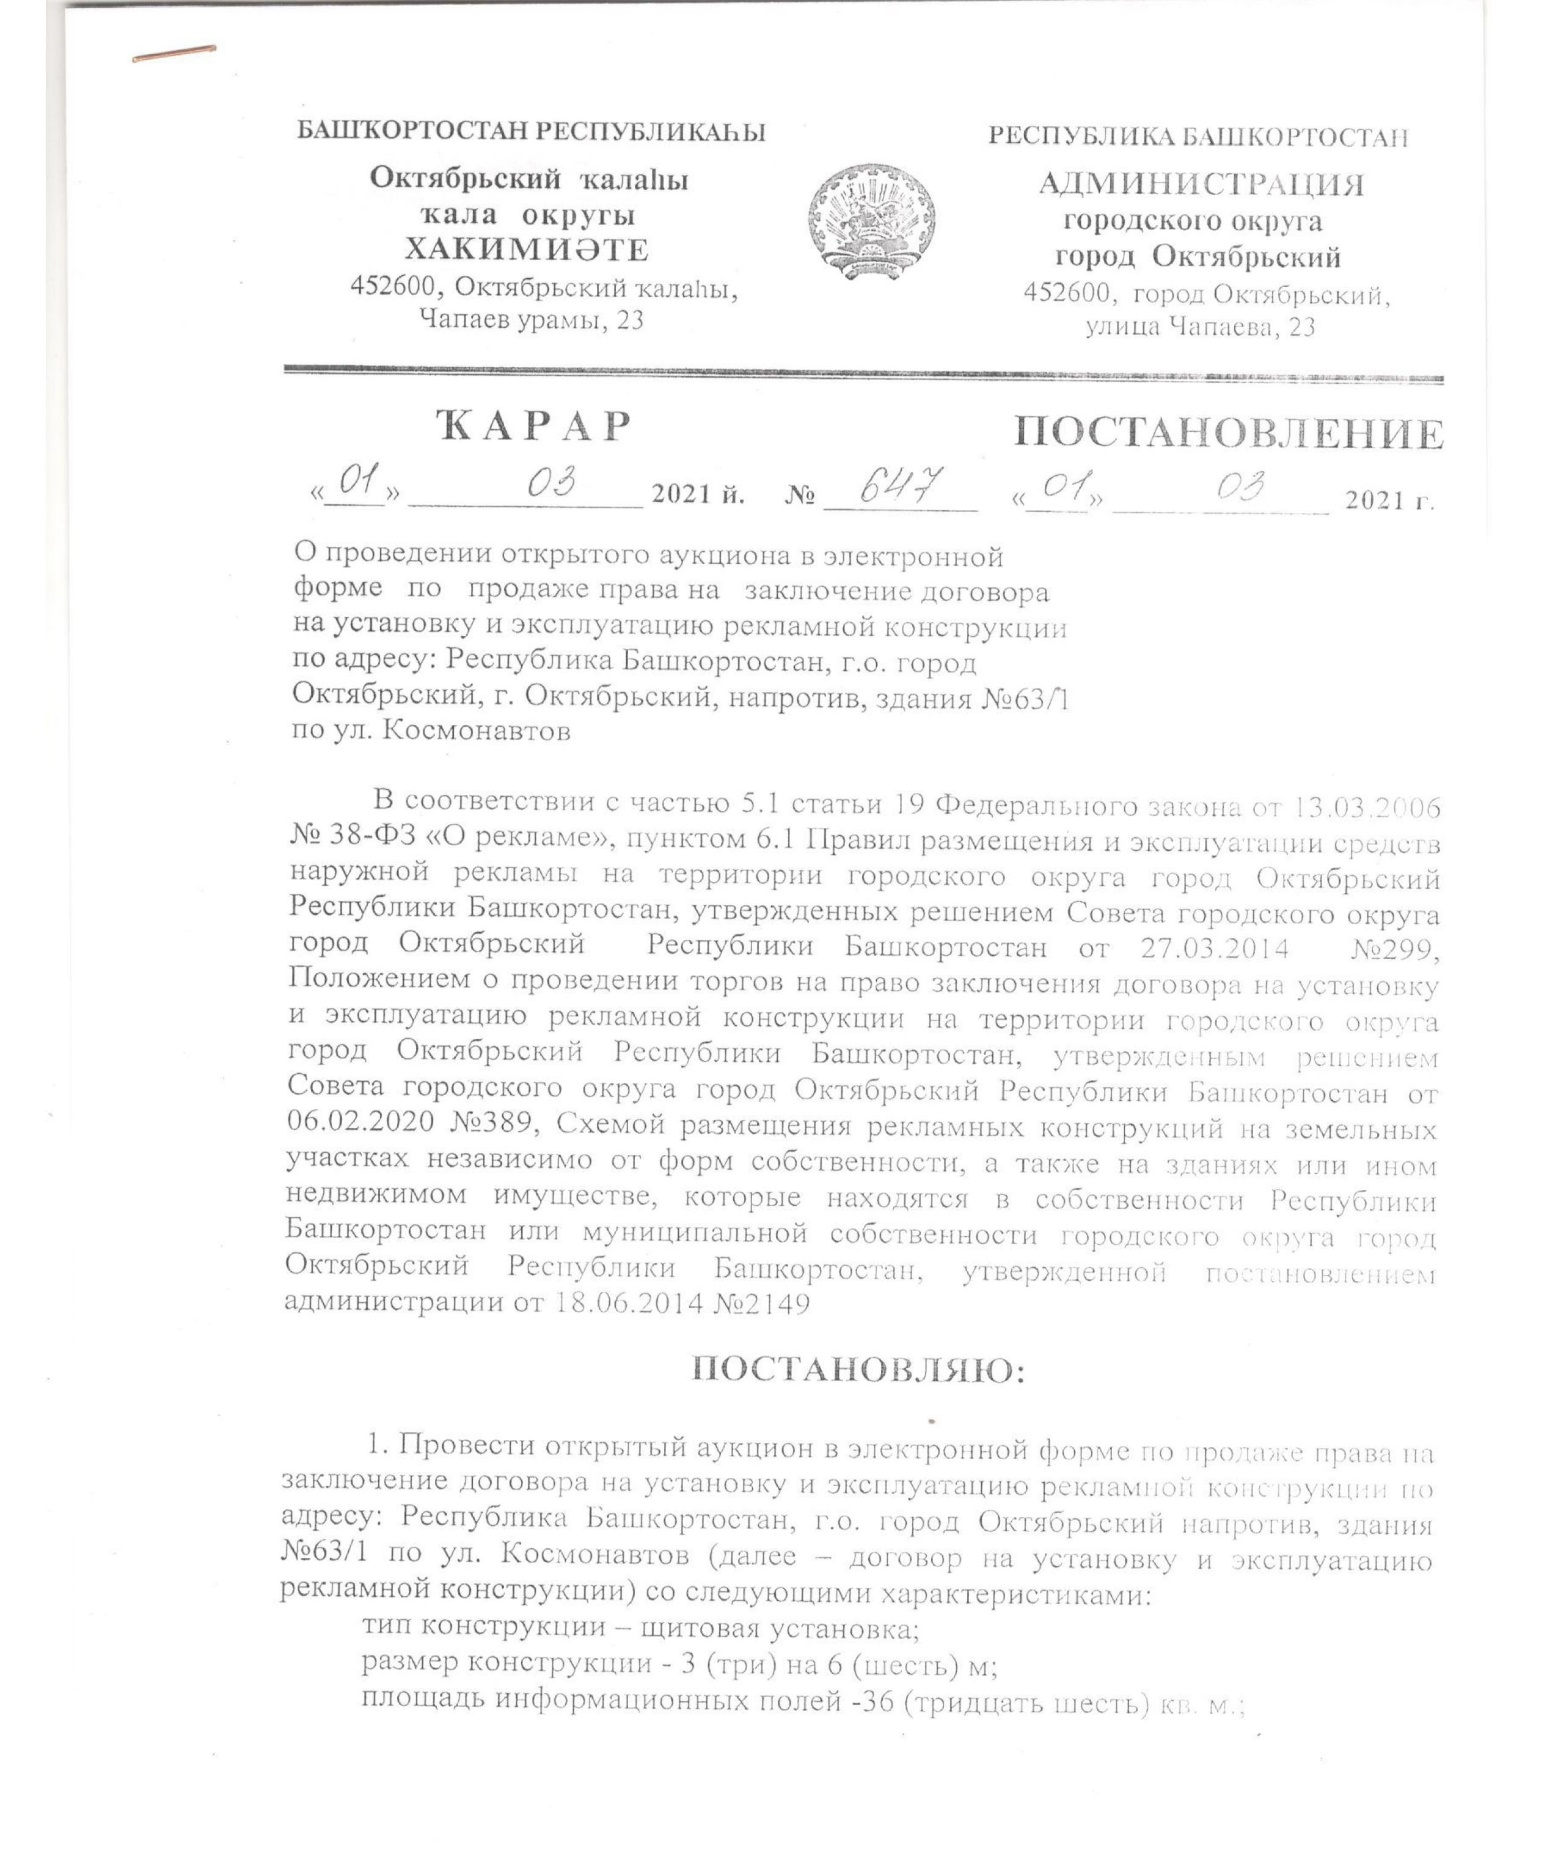 БАШҠОРТОСТАН РЕСПУБЛИКАҺЫ
Октябрьский ҡалаһы
ҡала округы
ХАКИМИӘТЕ
452600, Октябрьский ҡалаһы,
Чапаев урамы, 23
РЕСПУБЛИКА БАШКОРТОСТАН
АДМИНИСТРАЦИЯ
городского округа
город Октябрьский
452600, город Октябрьский,
улица Чапаева, 23
ҠАРАР
ПОСТАНОВЛЕНИЕ
«01» 03 2021 й. № 647 «01» 03 2021 г.
О проведении открытого аукциона в электронной
форме по продаже права на заключение договора
на установку и эксплуатацию рекламной конструкции
по адресу: Республика Башкортостан, г.о. город
Октябрьский, г. Октябрьский, напротив, здания №63/1
по ул. Космонавтов
В соответствии с частью 5.1 статьи 19 Федерального закона от 13.03.2006
№ 38-ФЗ «О рекламе», пунктом 6.1 Правил размещения и эксплуатации средств
наружной рекламы на территории городского округа город Октябрьский
Республики Башкортостан, утвержденных решением Совета городского округа
город Октябрьский Республики Башкортостан от 27.03.2014 №299,
Положением о проведении торгов на право заключения договора на установку
и эксплуатацию рекламной конструкции на территории городского округа
город Октябрьский Республики Башкортостан, утвержденным решением
Совета городского округа город Октябрьский Республики Башкортостан от
06.02.2020 №389, Схемой размещения рекламных конструкций на земельных
участках независимо от форм собственности, а также на зданиях или ином
недвижимом имуществе, которые находятся в собственности Республики
Башкортостан или муниципальной собственности городского округа город
Октябрьский Республики Башкортостан, утвержденной постановлением
администрации от 18.06.2014 №2149
ПОСТАНОВЛЯЮ:
1. Провести открытый аукцион в электронной форме по продаже права на
заключение договора на установку и эксплуатацию рекламной конструкции по
адресу: Республика Башкортостан, г.о. город Октябрьский напротив, здания
№63/1 по ул. Космонавтов (далее – договор на установку и эксплуатацию
рекламной конструкции) со следующими характеристиками:
тип конструкции – щитовая установка;
размер конструкции - 3 (три) на 6 (шесть) м;
площадь информационных полей -36 (тридцать шесть) кв. м.;